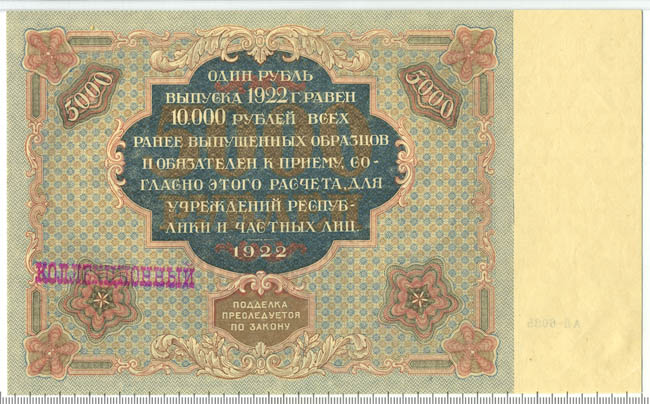 5000
5000
ОДИН РУБЛЬ
ВЫПУСКА 1922 Г. РАВЕН
10.000 РУБЛЕЙ ВСЕХ
РАНЕЕ ВЫПУЩЕННЫХ ОБРАЗЦОВ
И ОБЯЗАТЕЛЕН К ПРИЕМУ, СО-
ГЛАСНО ЭТОГО РАСЧЕТА, ДЛЯ
УЧРЕЖДЕНИЙ РЕСПУБ-
ЛИКИ И ЧАСТНЫХ ЛИЦ.
1922
КОЛЛЕКЦИОННЫЙ
ПОДДЕЛКА
ПРЕСЛЕДУЕТСЯ
ПО ЗАКОНУ